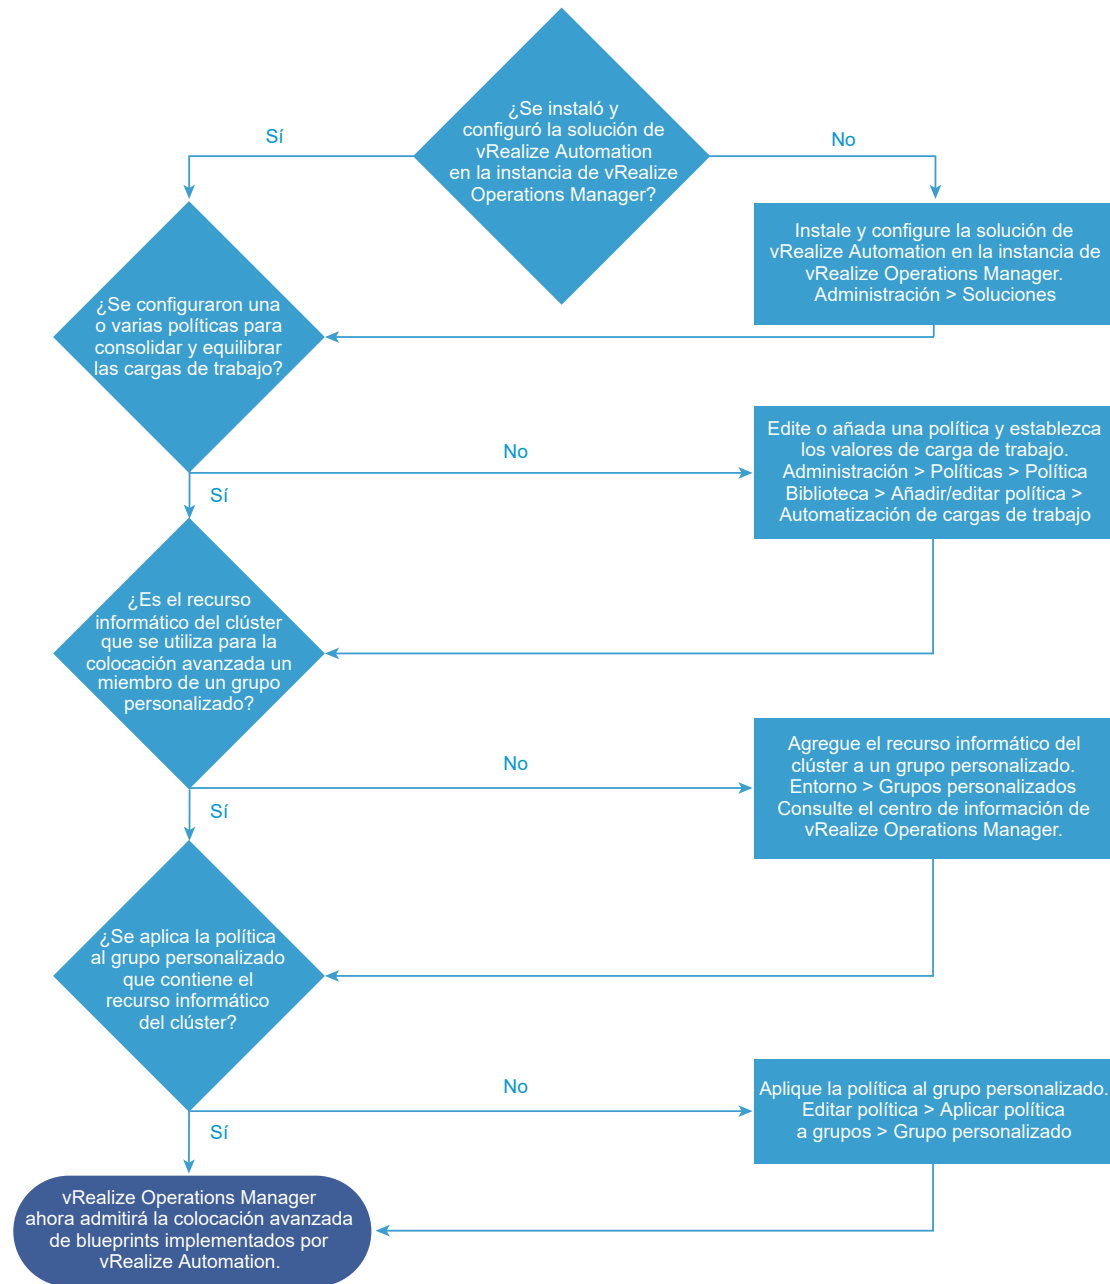 ¿Se instaló y
configuró la solución de
vRealize Automation
en la instancia de vRealize
Operations Manager?
Sí
No
Instale y configure la solución de
vRealize Automation en la instancia de
vRealize Operations Manager.
Administración > Soluciones
¿Se configuraron una
o varias políticas para
consolidar y equilibrar
las cargas de trabajo?
No
Sí
Edite o añada una política y establezca
los valores de carga de trabajo.
Administración > Políticas > Política
Biblioteca > Añadir/editar política >
Automatización de cargas de trabajo
¿Es el recurso
informático del clúster
que se utiliza para la
colocación avanzada un
miembro de un grupo
personalizado?
No
Sí
Agregue el recurso informático del
clúster a un grupo personalizado.
Entorno > Grupos personalizados
Consulte el centro de información de
vRealize Operations Manager.
¿Se aplica la política
al grupo personalizado
que contiene el
recurso informático
del clúster?
No
Sí
Aplique la política al grupo personalizado.
Editar política > Aplicar política
a grupos > Grupo personalizado
vRealize Operations Manager
ahora admitirá la colocación avanzada
de blueprints implementados por
vRealize Automation.